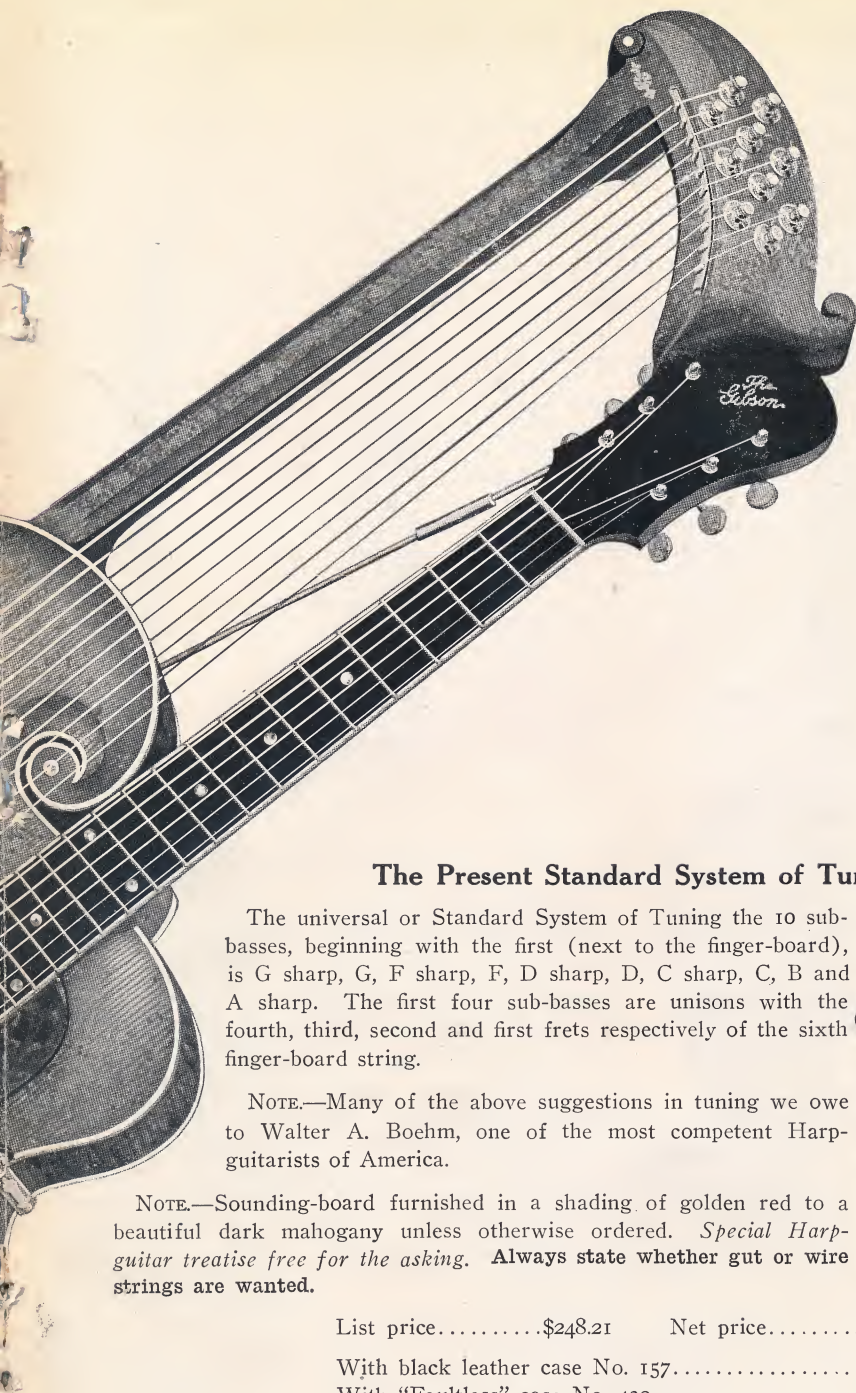 The
Gibson
The Present Standard System of
The universal or Standard System of Tuning the 10 sub-
basses, beginning with the first (next to the finger-board),
is G sharp, G, F sharp, F, D sharp, D, C sharp, C, B and
A sharp. The first four sub-basses are unisons with the
fourth, third, second and first frets respectively of the sixth
finger-board string.
NOTE.—Many of the above suggestions in tuning we owe
to Walter A. Boehm, one of the most competent Harp-
guitarists of America.
NOTE.—Sounding-board furnished in a shading of golden red to a
beautiful dark mahogany unless otherwise ordered. Special Harp-
guitar treatise free for the asking. Always state whether gut or wire
strings are wanted.
List price..........$248.21 Net price........
With black leather case No. 157.................
With "Faultless" case No.